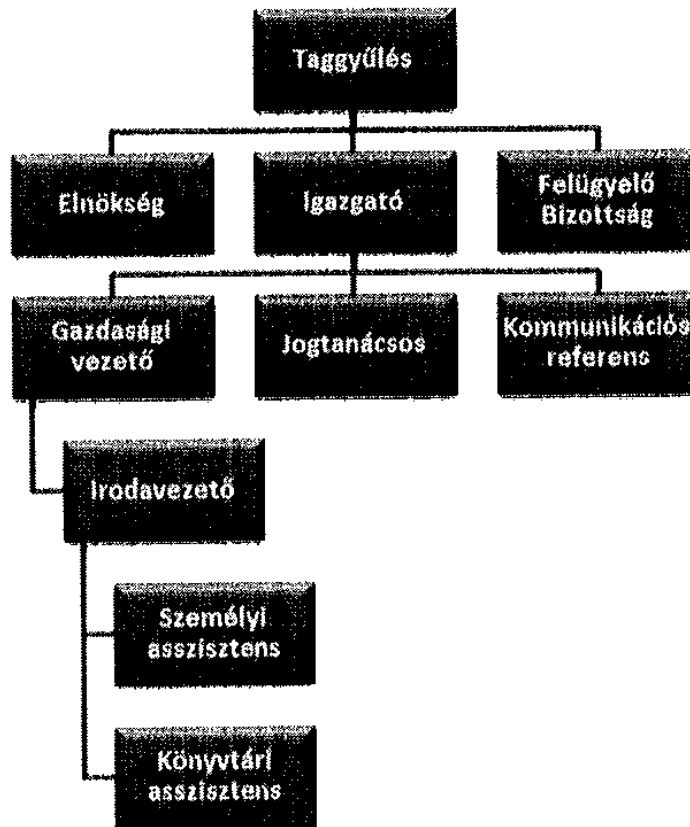 Taggyűlés
Elnökség
Igazgató
Felügyelő
Bizottság
Gazdasági
vezető
Jogtanácsos
Kommunikációs
referens
Irodavezető
Személyi
asszisztens
Könyvtári
asszisztens